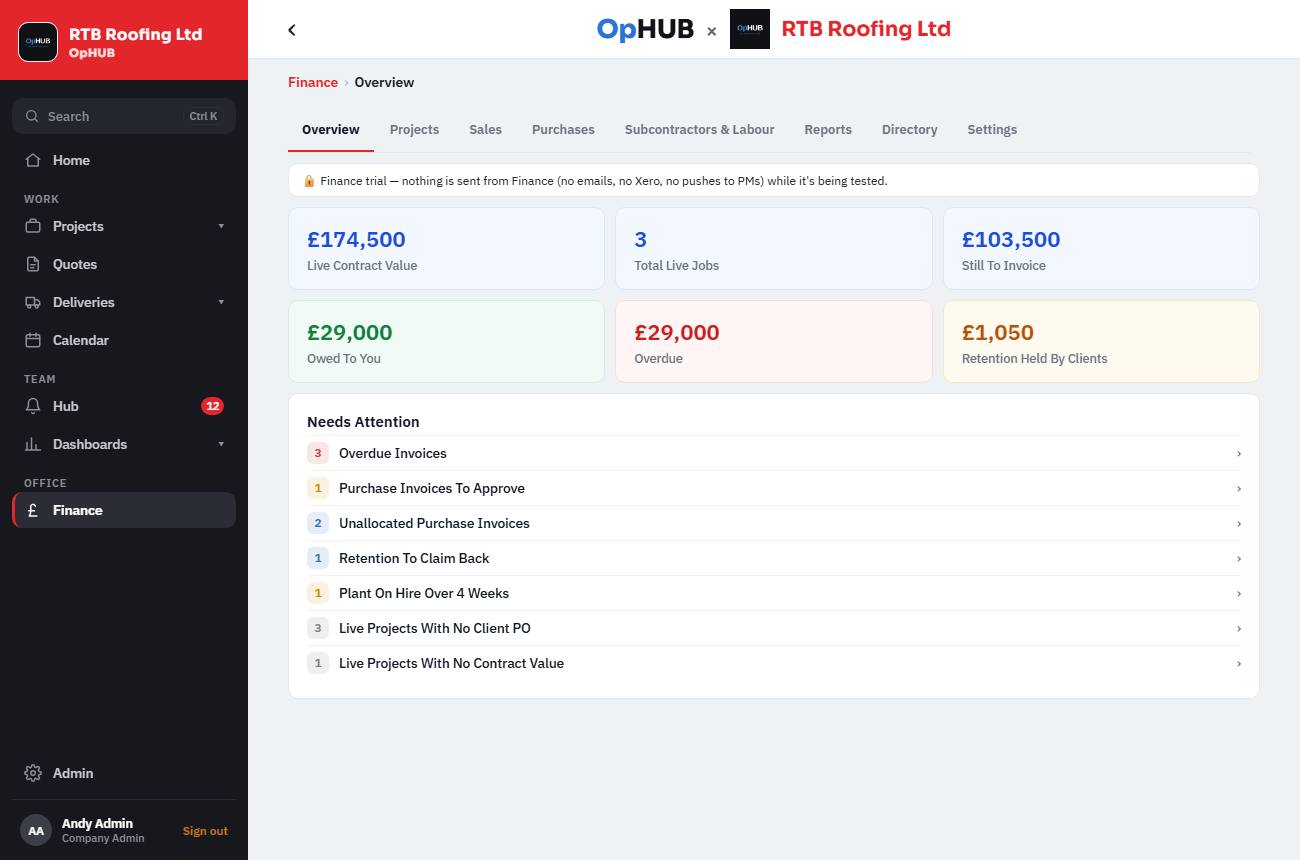 OpHUB
RTB Roofing Ltd
OpHUB
Search
Ctrl K
Home
WORK
Projects
Quotes
Deliveries
Calendar
TEAM
Hub
12
Dashboards
OFFICE
£ Finance
Admin
AA
Andy Admin
Company Admin
Sign out
OpHUB × OpHUB RTB Roofing Ltd
Finance › Overview
Overview Projects Sales Purchases Subcontractors & Labour Reports Directory Settings
🔒 Finance trial — nothing is sent from Finance (no emails, no Xero, no pushes to PMs) while it's being tested.
£174,500
Live Contract Value
3
Total Live Jobs
£103,500
Still To Invoice
£29,000
Owed To You
£29,000
Overdue
£1,050
Retention Held By Clients
Needs Attention
3 Overdue Invoices ›
1 Purchase Invoices To Approve ›
2 Unallocated Purchase Invoices ›
1 Retention To Claim Back ›
1 Plant On Hire Over 4 Weeks ›
3 Live Projects With No Client PO ›
1 Live Projects With No Contract Value ›